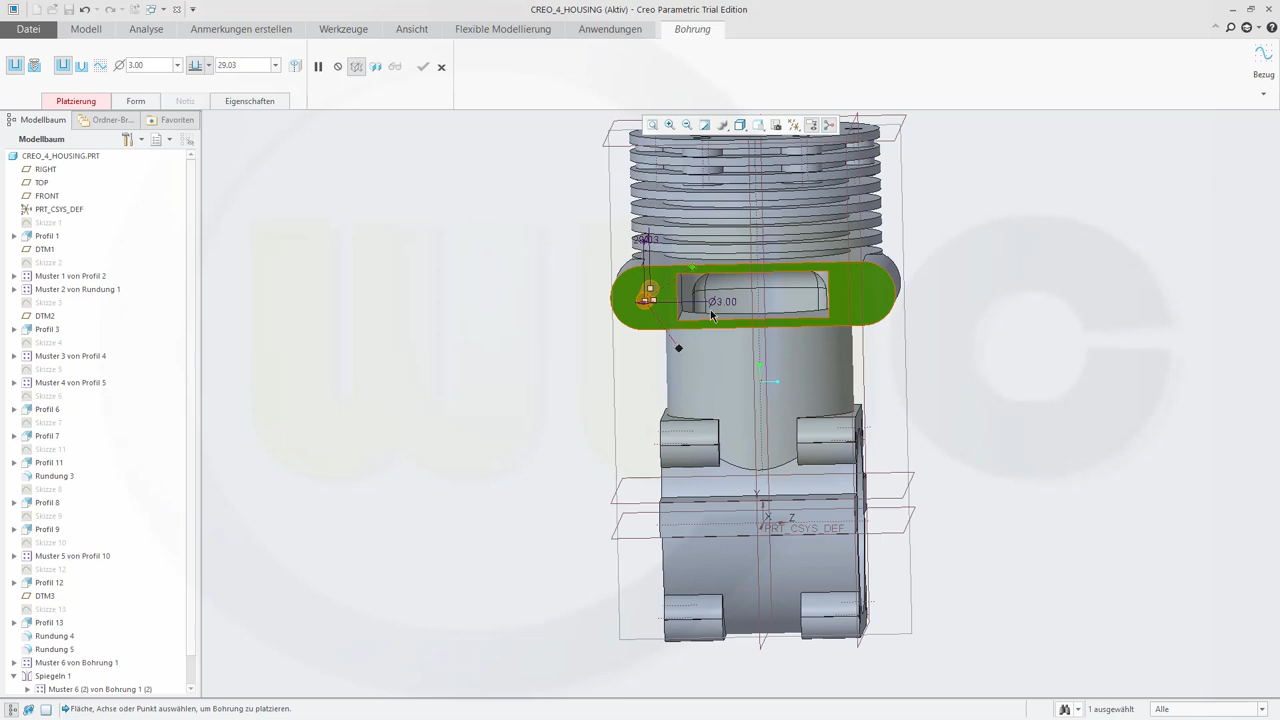 CREO_4_HOUSING (Aktiv) - Creo Parametric Trial Edition
Datei
Modell
Analyse
Anmerkungen erstellen
Werkzeuge
Ansicht
Flexible Modellierung
Anwendungen
Bohrung
3.00
29.03
Bezug
Platzierung
Form
Notiz
Eigenschaften
Modellbaum
Ordner-Br...
Favoriten
Modellbaum
CREO_4_HOUSING.PRT
RIGHT
TOP
FRONT
PRT_CSYS_DEF
Skizze 1
Profil 1
DTM1
Skizze 2
Muster 1 von Profil 2
Muster 2 von Rundung 1
Skizze 3
DTM2
Profil 3
Skizze 4
Muster 3 von Profil 4
Skizze 5
Muster 4 von Profil 5
Skizze 6
Profil 6
Skizze 7
Profil 7
Skizze 11
Profil 11
Rundung 3
Skizze 8
Profil 8
Skizze 9
Profil 9
Skizze 10
Muster 5 von Profil 10
Skizze 12
Profil 12
DTM3
Skizze 13
Profil 13
Rundung 4
Rundung 5
Muster 6 von Bohrung 1
Spiegeln 1
Muster 6 (2) von Bohrung 1 (2)
Ø3.00
Y
X
Z
PRT_CSYS_DEF
Fläche, Achse oder Punkt auswählen, um Bohrung zu platzieren.
1 ausgewählt
Alle